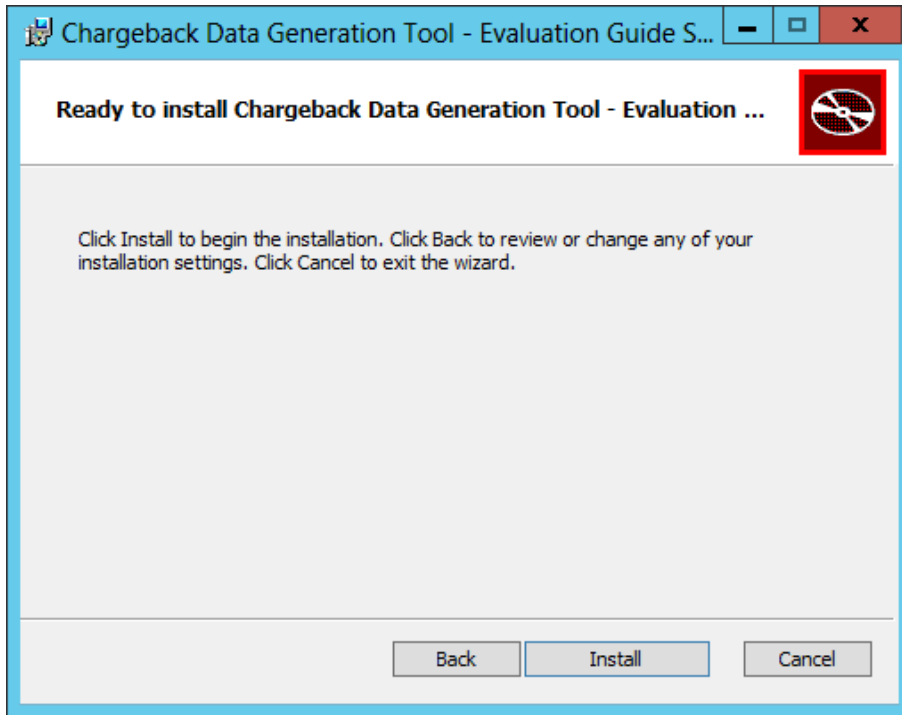 Chargeback Data Generation Tool - Evaluation Guide S...
Ready to install Chargeback Data Generation Tool - Evaluation ...
Click Install to begin the installation. Click Back to review or change any of your
installation settings. Click Cancel to exit the wizard.
Back Install Cancel